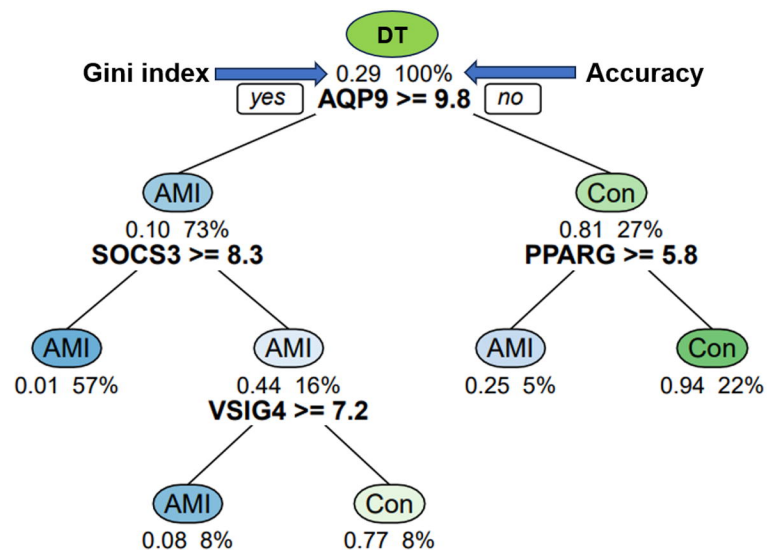 DT
Gini index 0.29 100% Accuracy
yes AQP9 >= 9.8 no
AMI Con
0.10 73% 0.81 27%
SOCS3 >= 8.3 PPARG >= 5.8
AMI AMI AMI Con
0.01 57% 0.44 16% 0.25 5% 0.94 22%
VSIG4 >= 7.2
AMI Con
0.08 8% 0.77 8%